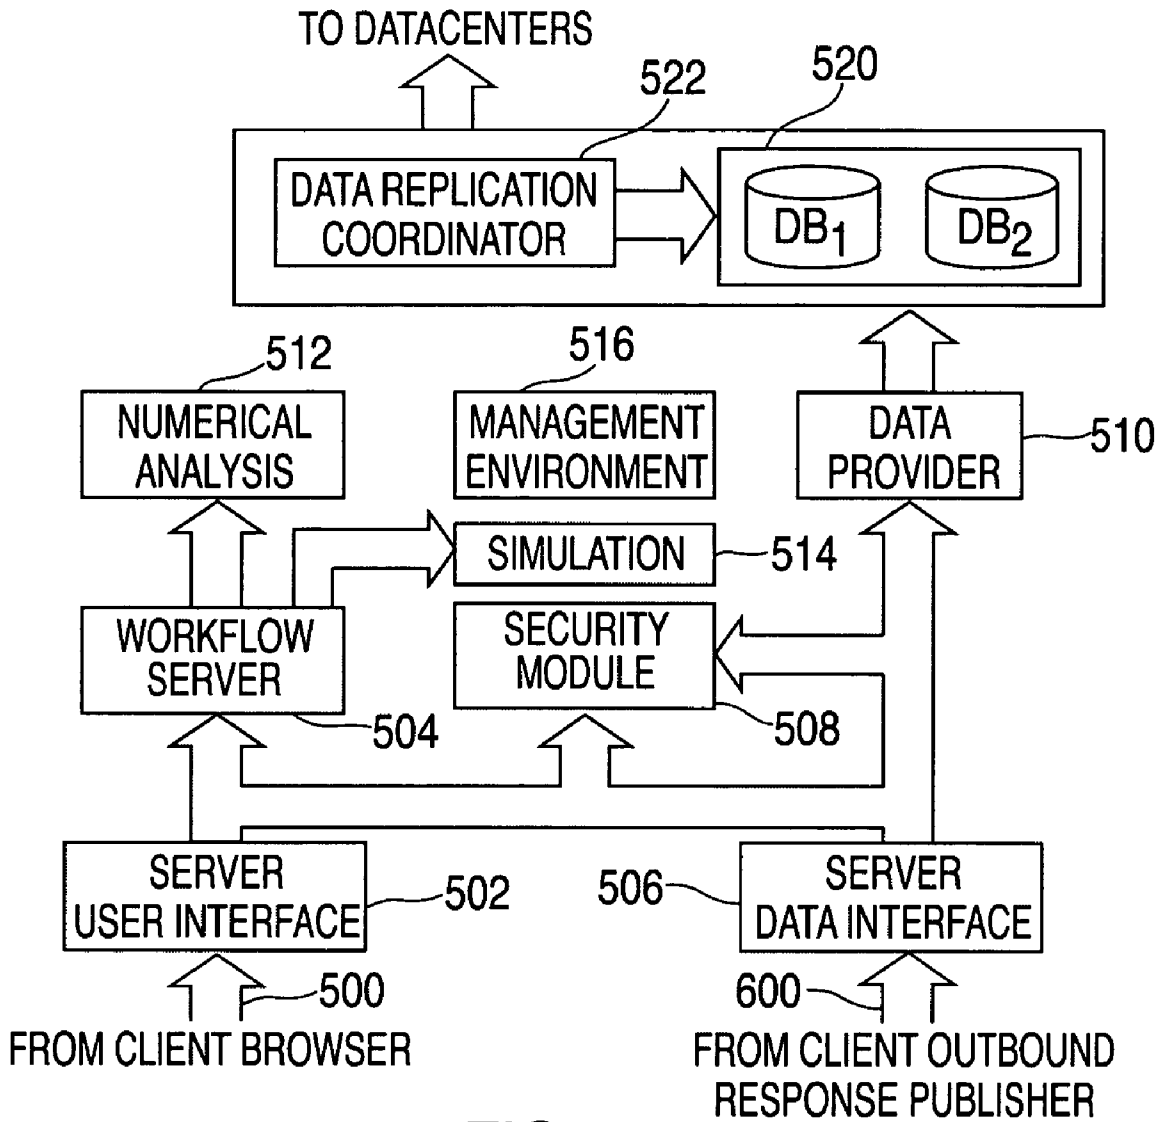 TO DATACENTERS
522
520
DATA REPLICATION
COORDINATOR
DB1
DB2
512
516
NUMERICAL
ANALYSIS
MANAGEMENT
ENVIRONMENT
DATA
PROVIDER
510
SIMULATION
514
WORKFLOW
SERVER
504
SECURITY
MODULE
508
SERVER
USER INTERFACE
502
506
SERVER
DATA INTERFACE
500
600
FROM CLIENT BROWSER
FROM CLIENT OUTBOUND
RESPONSE PUBLISHER